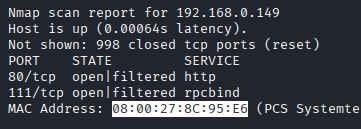 Nmap scan report for 192.168.0.149
Host is up (0.00064s latency).
Not shown: 998 closed tcp ports (reset)
PORT    STATE         SERVICE
80/tcp  open|filtered http
111/tcp open|filtered rpcbind
MAC Address: 08:00:27:8C:95:E6 (PCS Systemte